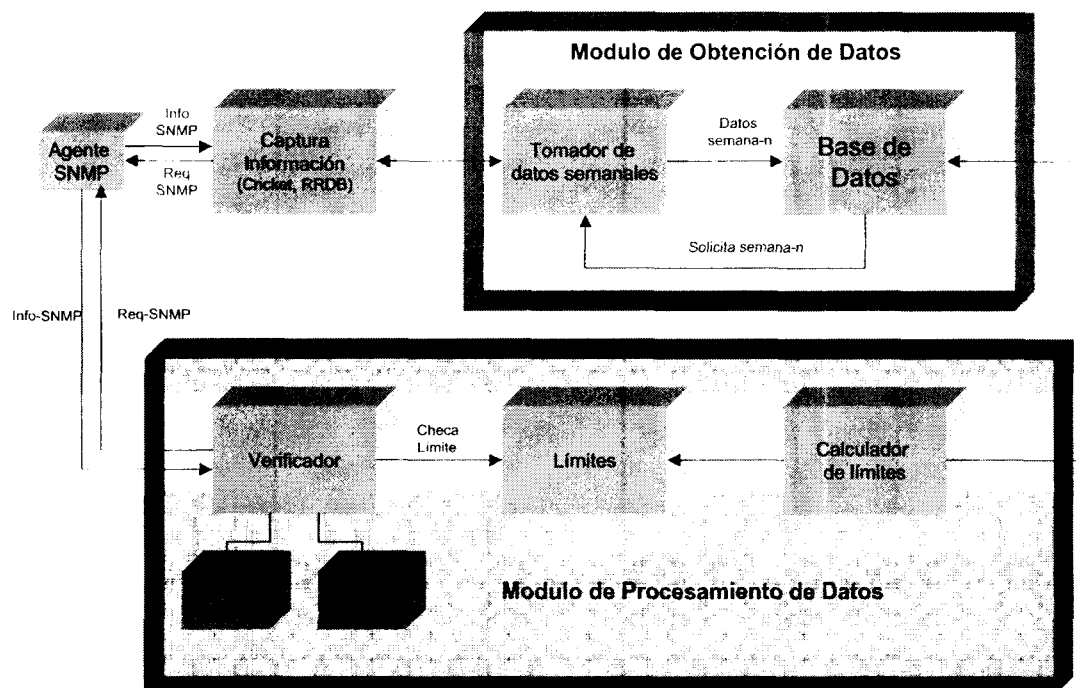 Modulo de Obtención de Datos
Info
SNMP
Agente
SNMP
Req
SNMP
Captura
Información
(Cricket, RRDB)
Tomador de
datos semanales
Datos
semana-n
Base de
Datos
Solicita semana-n
Info-SNMP
Req-SNMP
Verificador
Checa
Límite
Límites
Calculador
de límites
Modulo de Procesamiento de Datos